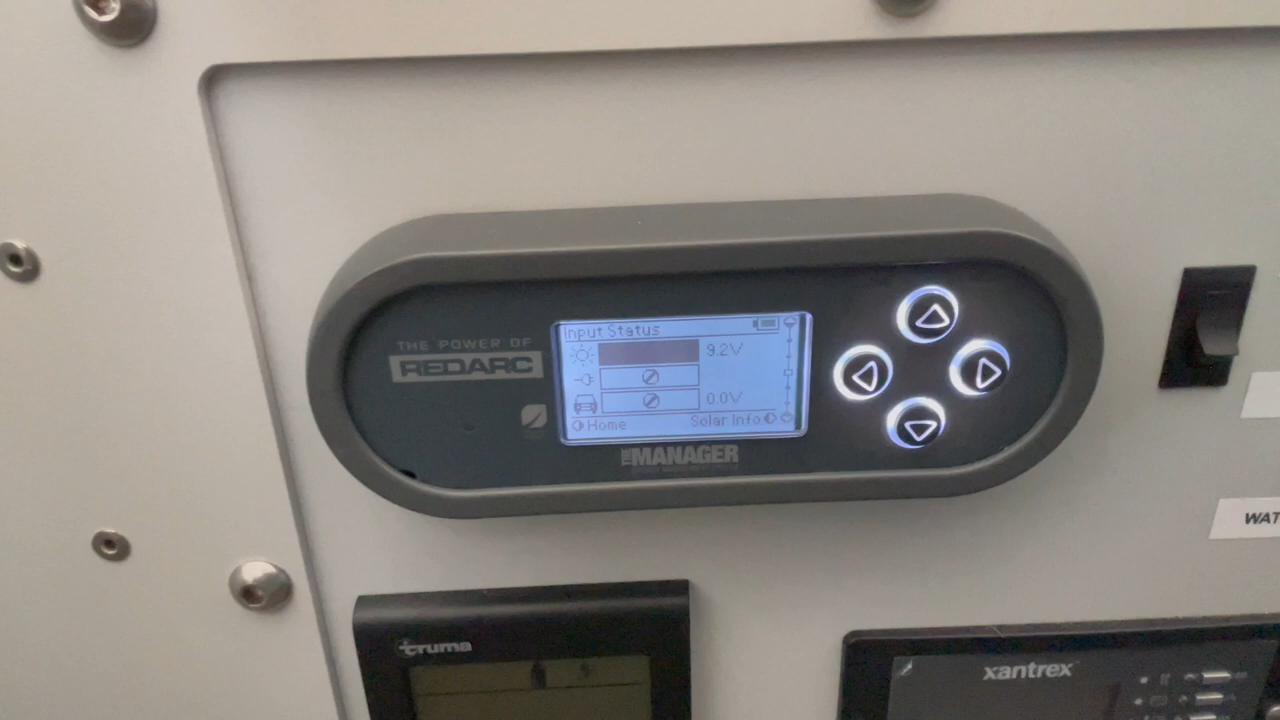 THE POWER OF
REDARC
Input Status
9.2V
0.0V
Home
Solar Info
THE MANAGER
truma
xantrex
WAT